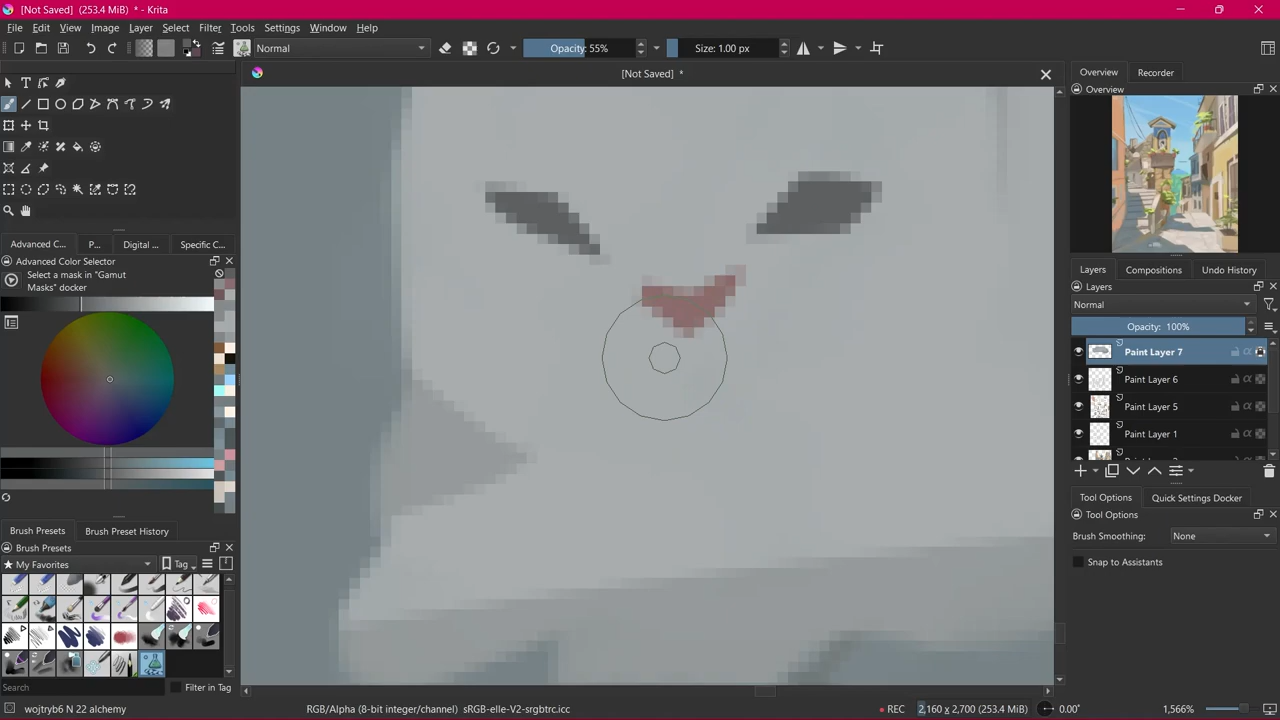 [Not Saved] (253.4 MiB) * - Krita
File Edit View Image Layer Select Filter Tools Settings Window Help
Normal
Opacity: 55%
Size: 1.00 px
[Not Saved] *
Overview Recorder
Overview
Advanced C... P... Digital ... Specific C...
Advanced Color Selector
Select a mask in "Gamut
Masks" docker
Layers Compositions Undo History
Layers
Normal
Opacity: 100%
Paint Layer 7
Paint Layer 6
Paint Layer 5
Paint Layer 1
Tool Options Quick Settings Docker
Tool Options
Brush Smoothing: None
Snap to Assistants
Brush Presets Brush Preset History
Brush Presets
My Favorites
Tag
Search
Filter in Tag
wojtryb6 N 22 alchemy
RGB/Alpha (8-bit integer/channel) sRGB-elle-V2-srgbtrc.icc
REC
2,160 x 2,700 (253.4 MiB)
0.00°
1,566%